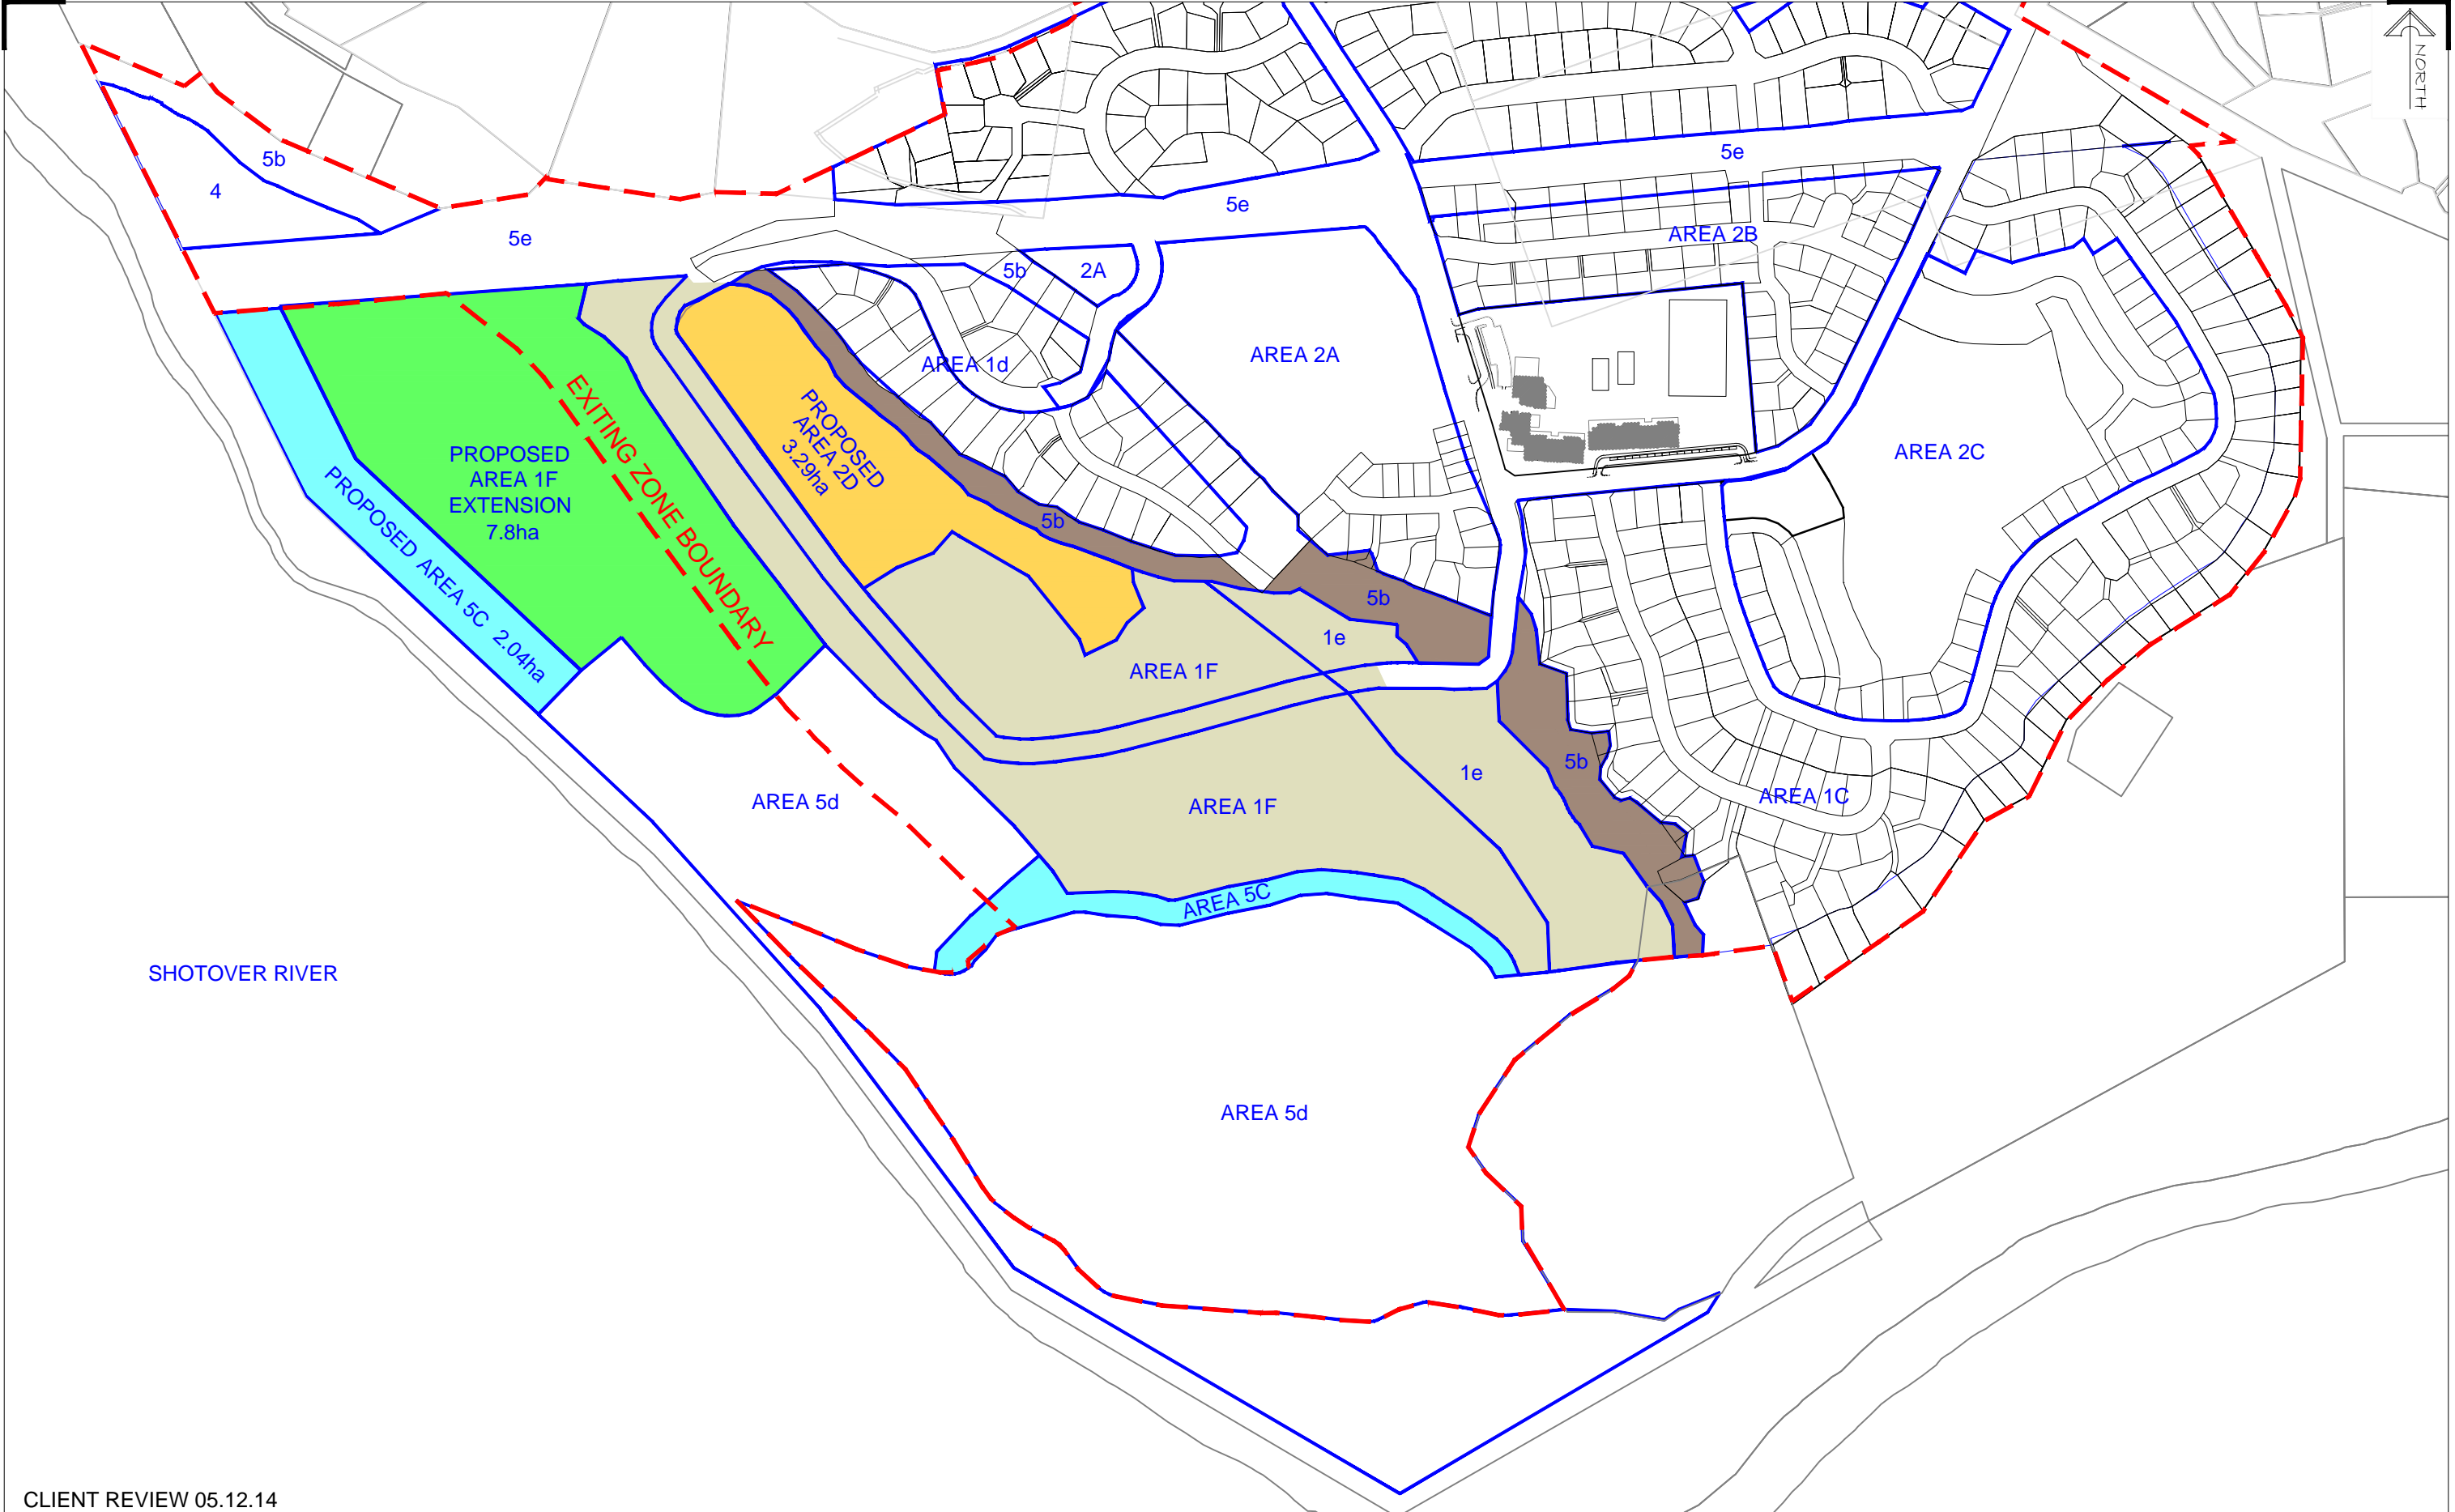 NORTH
5b
4
5e
5e
5e
AREA 2B
5b
2A
AREA 1d
AREA 2A
AREA 2C
EXITING ZONE BOUNDARY
PROPOSED
AREA 2D
3.29ha
PROPOSED
AREA 1F
EXTENSION
7.8ha
PROPOSED AREA 5C 2.04ha
5b
5b
1e
AREA 1F
1e
5b
AREA 1C
AREA 5d
AREA 1F
AREA 5C
SHOTOVER RIVER
AREA 5d
CLIENT REVIEW 05.12.14